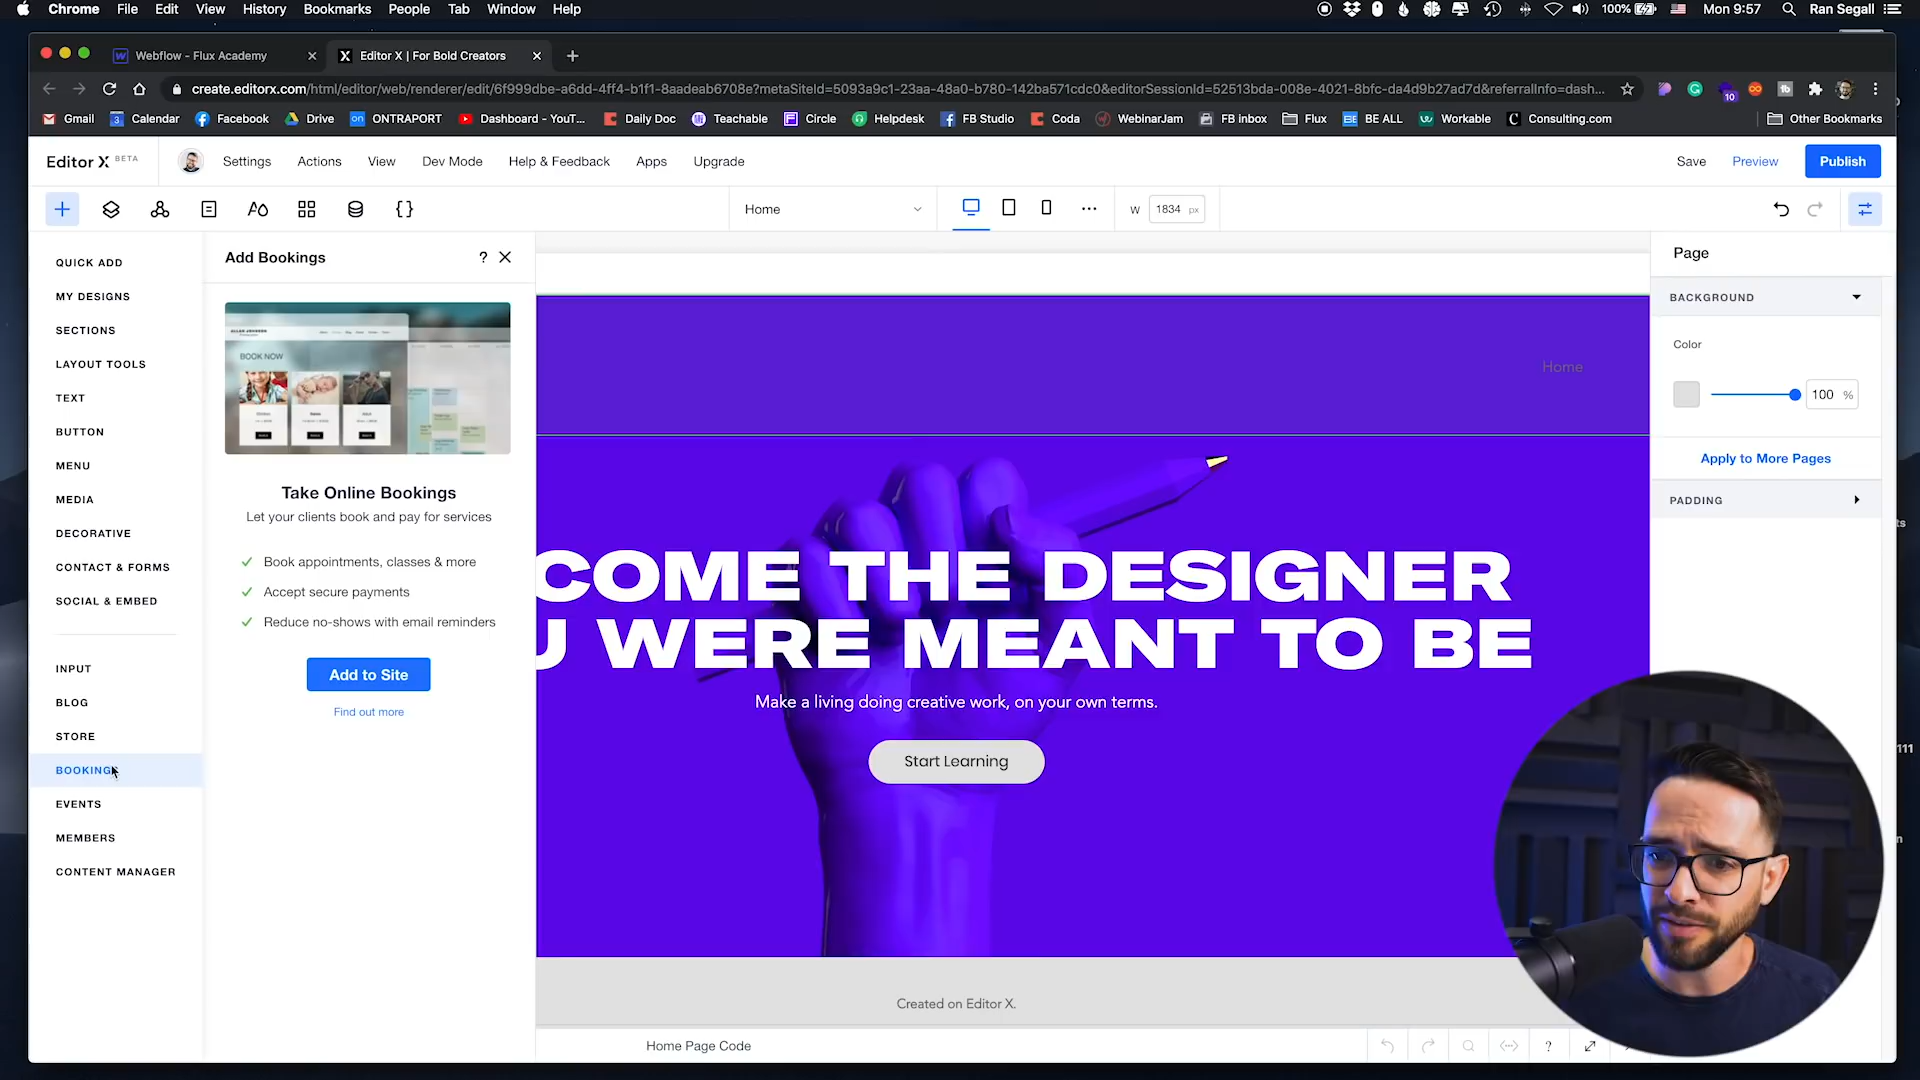 Chrome File Edit View History Bookmarks People Tab Window Help 100% Mon 9:57 Ran Segall
Webflow - Flux Academy
Editor X | For Bold Creators
create.editorx.com/html/editor/web/renderer/edit/6f999dbe-a6dd-4ff4-b1f1-8aadeab6708e?metaSiteId=5093a9c1-23aa-48a0-b780-142ba571cdc0&editorSessionId=52513bda-008e-4021-8bfc-da4d9b27ad7d&referralInfo=dash...
10
Gmail Calendar Facebook Drive ONTRAPORT Dashboard - YouT... Daily Doc Teachable Circle Helpdesk FB Studio Coda WebinarJam FB inbox Flux BE ALL Workable Consulting.com Other Bookmarks
Editor X BETA Settings Actions View Dev Mode Help & Feedback Apps Upgrade Save Preview Publish
Home W 1834 px
QUICK ADD
MY DESIGNS
SECTIONS
LAYOUT TOOLS
TEXT
BUTTON
MENU
MEDIA
DECORATIVE
CONTACT & FORMS
SOCIAL & EMBED
INPUT
BLOG
STORE
BOOKING
EVENTS
MEMBERS
CONTENT MANAGER
Add Bookings ?
BOOK NOW
Take Online Bookings
Let your clients book and pay for services
Book appointments, classes & more
Accept secure payments
Reduce no-shows with email reminders
Add to Site
Find out more
Home
COME THE DESIGNER
U WERE MEANT TO BE
Make a living doing creative work, on your own terms.
Start Learning
Created on Editor X.
Home Page Code
?
Page
BACKGROUND
Color
100 %
Apply to More Pages
PADDING
ts
111
n